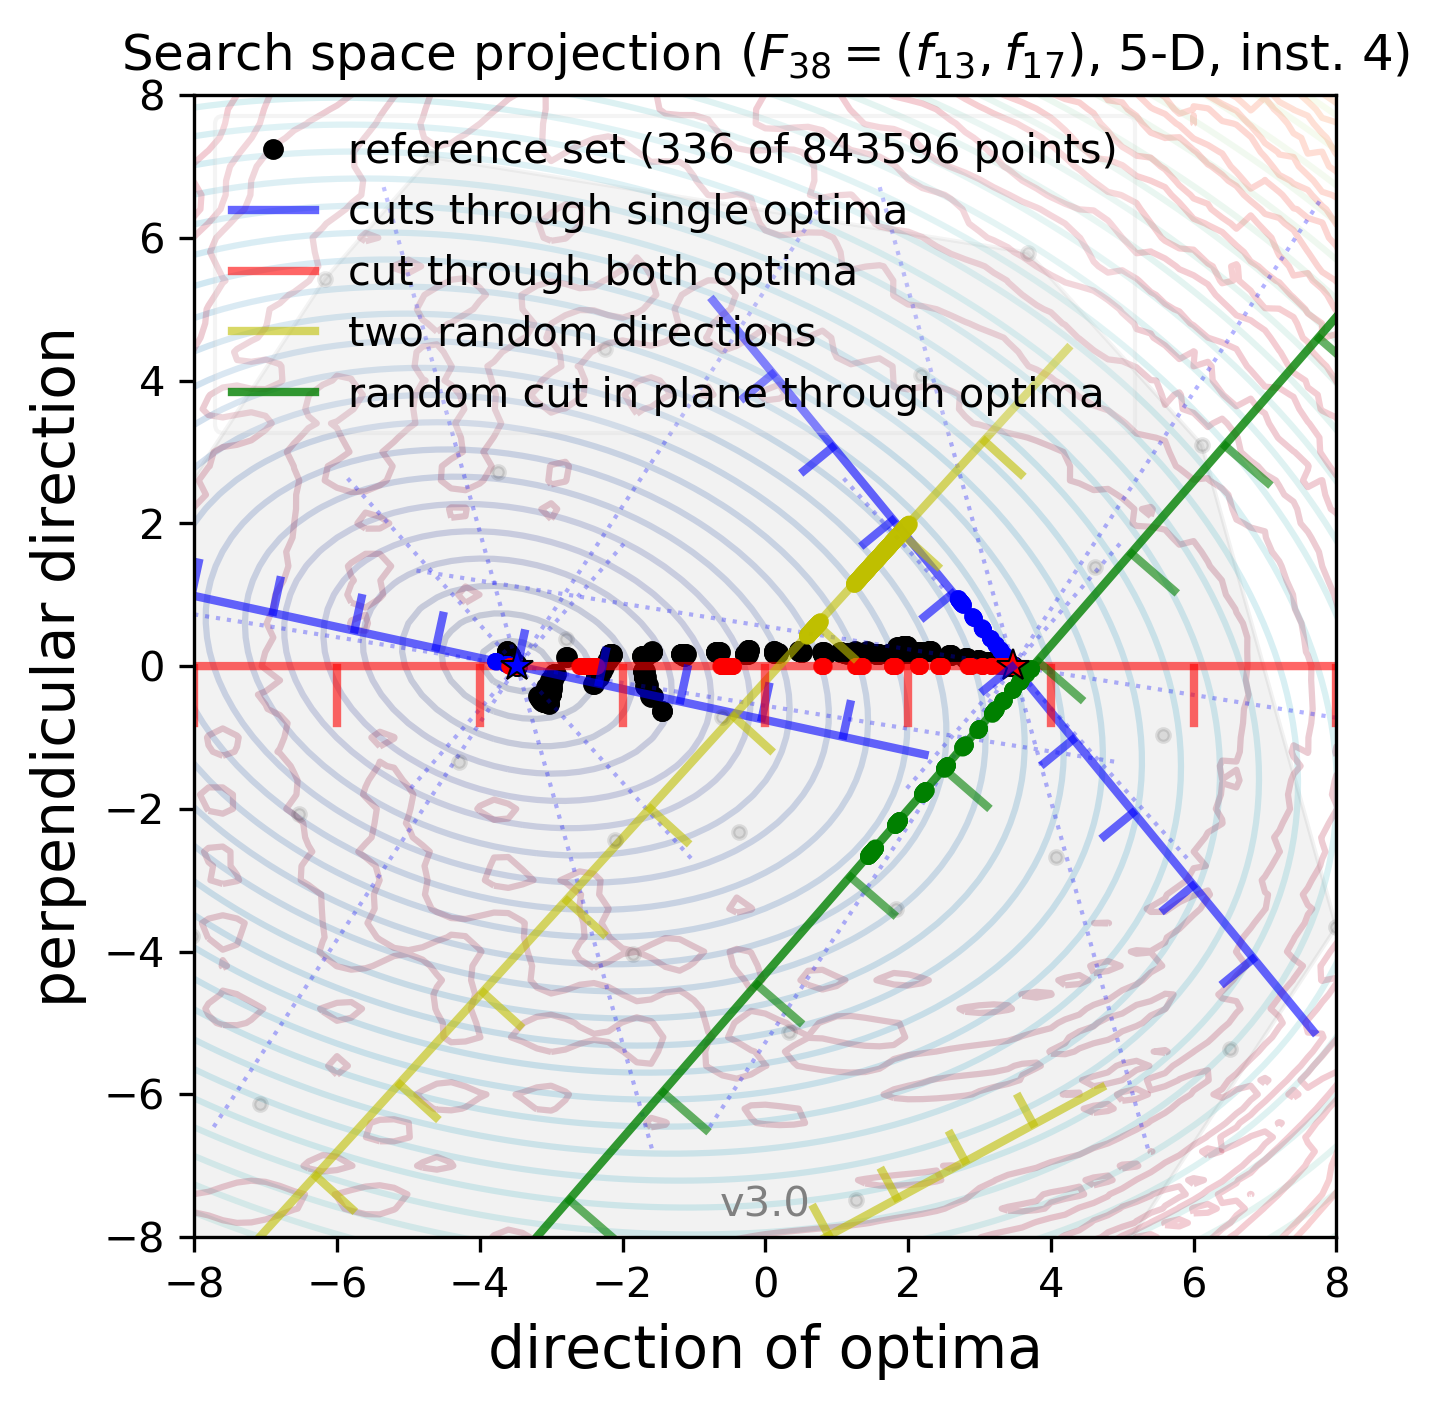 Search space projection (F₃₈ = (f₁₃, f₁₇), 5-D, inst. 4)
8
reference set (336 of 843596 points)
cuts through single optima
6
cut through both optima
two random directions
4
random cut in plane through optima
2
0
−2
−4
−6
v3.0
−8
−8 −6 −4 −2 0 2 4 6 8
perpendicular direction
direction of optima